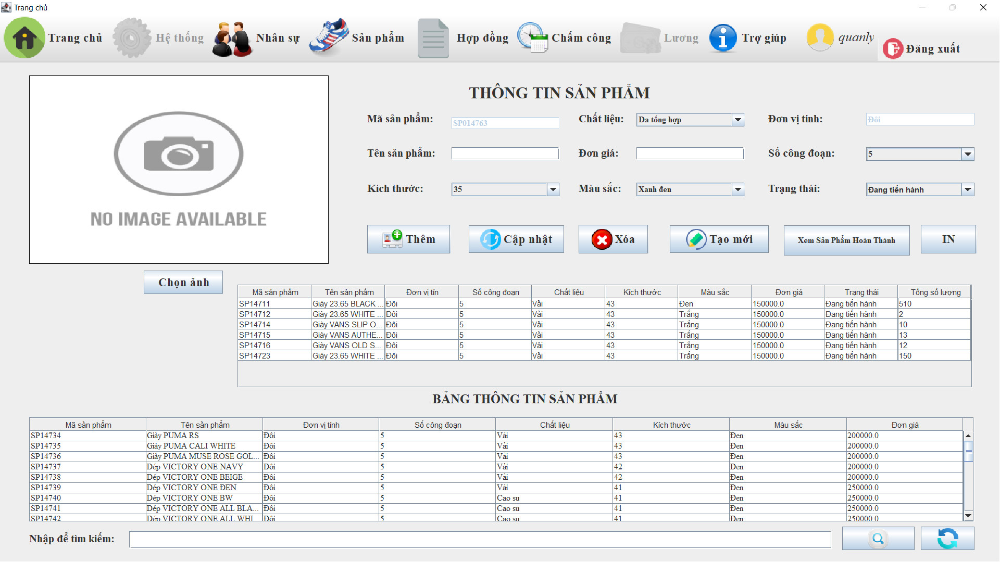 Trang chủ
Trang chủ Hệ thống Nhân sự Sản phẩm Hợp đồng Chấm công Lương Trợ giúp quanly Đăng xuất
NO IMAGE AVAILABLE
Chọn ảnh
THÔNG TIN SẢN PHẨM
Mã sản phẩm: SP014763 Chất liệu: Da tổng hợp Đơn vị tính: Đôi
Tên sản phẩm: Đơn giá: Số công đoạn: 5
Kích thước: 35 Màu sắc: Xanh đen Trạng thái: Đang tiến hành
Thêm Cập nhật Xóa Tạo mới Xem Sản Phẩm Hoàn Thành IN
Mã sản phẩm Tên sản phẩm Đơn vị tín Số công đoạn Chất liệu Kích thước Màu sắc Đơn giá Trạng thái Tổng số lượng
SP14711 Giày 23.65 BLACK ... Đôi 5 Vải 43 Đen 150000.0 Đang tiến hành 510
SP14712 Giày 23.65 WHITE ... Đôi 5 Vải 43 Trắng 150000.0 Đang tiến hành 2
SP14714 Giày VANS SLIP O... Đôi 5 Vải 43 Trắng 150000.0 Đang tiến hành 10
SP14715 Giày VANS AUTHE... Đôi 5 Vải 43 Trắng 150000.0 Đang tiến hành 13
SP14716 Giày VANS OLD S... Đôi 5 Vải 43 Trắng 150000.0 Đang tiến hành 12
SP14723 Giày 23.65 WHITE ... Đôi 5 Vải 43 Trắng 150000.0 Đang tiến hành 150
BẢNG THÔNG TIN SẢN PHẨM
Mã sản phẩm Tên sản phẩm Đơn vị tính Số công đoạn Chất liệu Kích thước Màu sắc Đơn giá
SP14734 Giày PUMA RS Đôi 5 Vải 43 Đen 200000.0
SP14735 Giày PUMA CALI WHITE Đôi 5 Vải 43 Đen 200000.0
SP14736 Giày PUMA MUSE ROSE GOL... Đôi 5 Vải 43 Đen 200000.0
SP14737 Dép VICTORY ONE NAVY Đôi 5 Vải 42 Đen 200000.0
SP14738 Dép VICTORY ONE BEIGE Đôi 5 Vải 42 Đen 200000.0
SP14739 Dép VICTORY ONE ĐEN Đôi 5 Vải 41 Đen 250000.0
SP14740 Dép VICTORY ONE BW Đôi 5 Cao su 41 Đen 250000.0
SP14741 Dép VICTORY ONE ALL BLA... Đôi 5 Cao su 41 Đen 250000.0
SP14742 Dép VICTORY ONE ALL WHI... Đôi 5 Cao su 41 Đen 250000.0
Nhập để tìm kiếm: